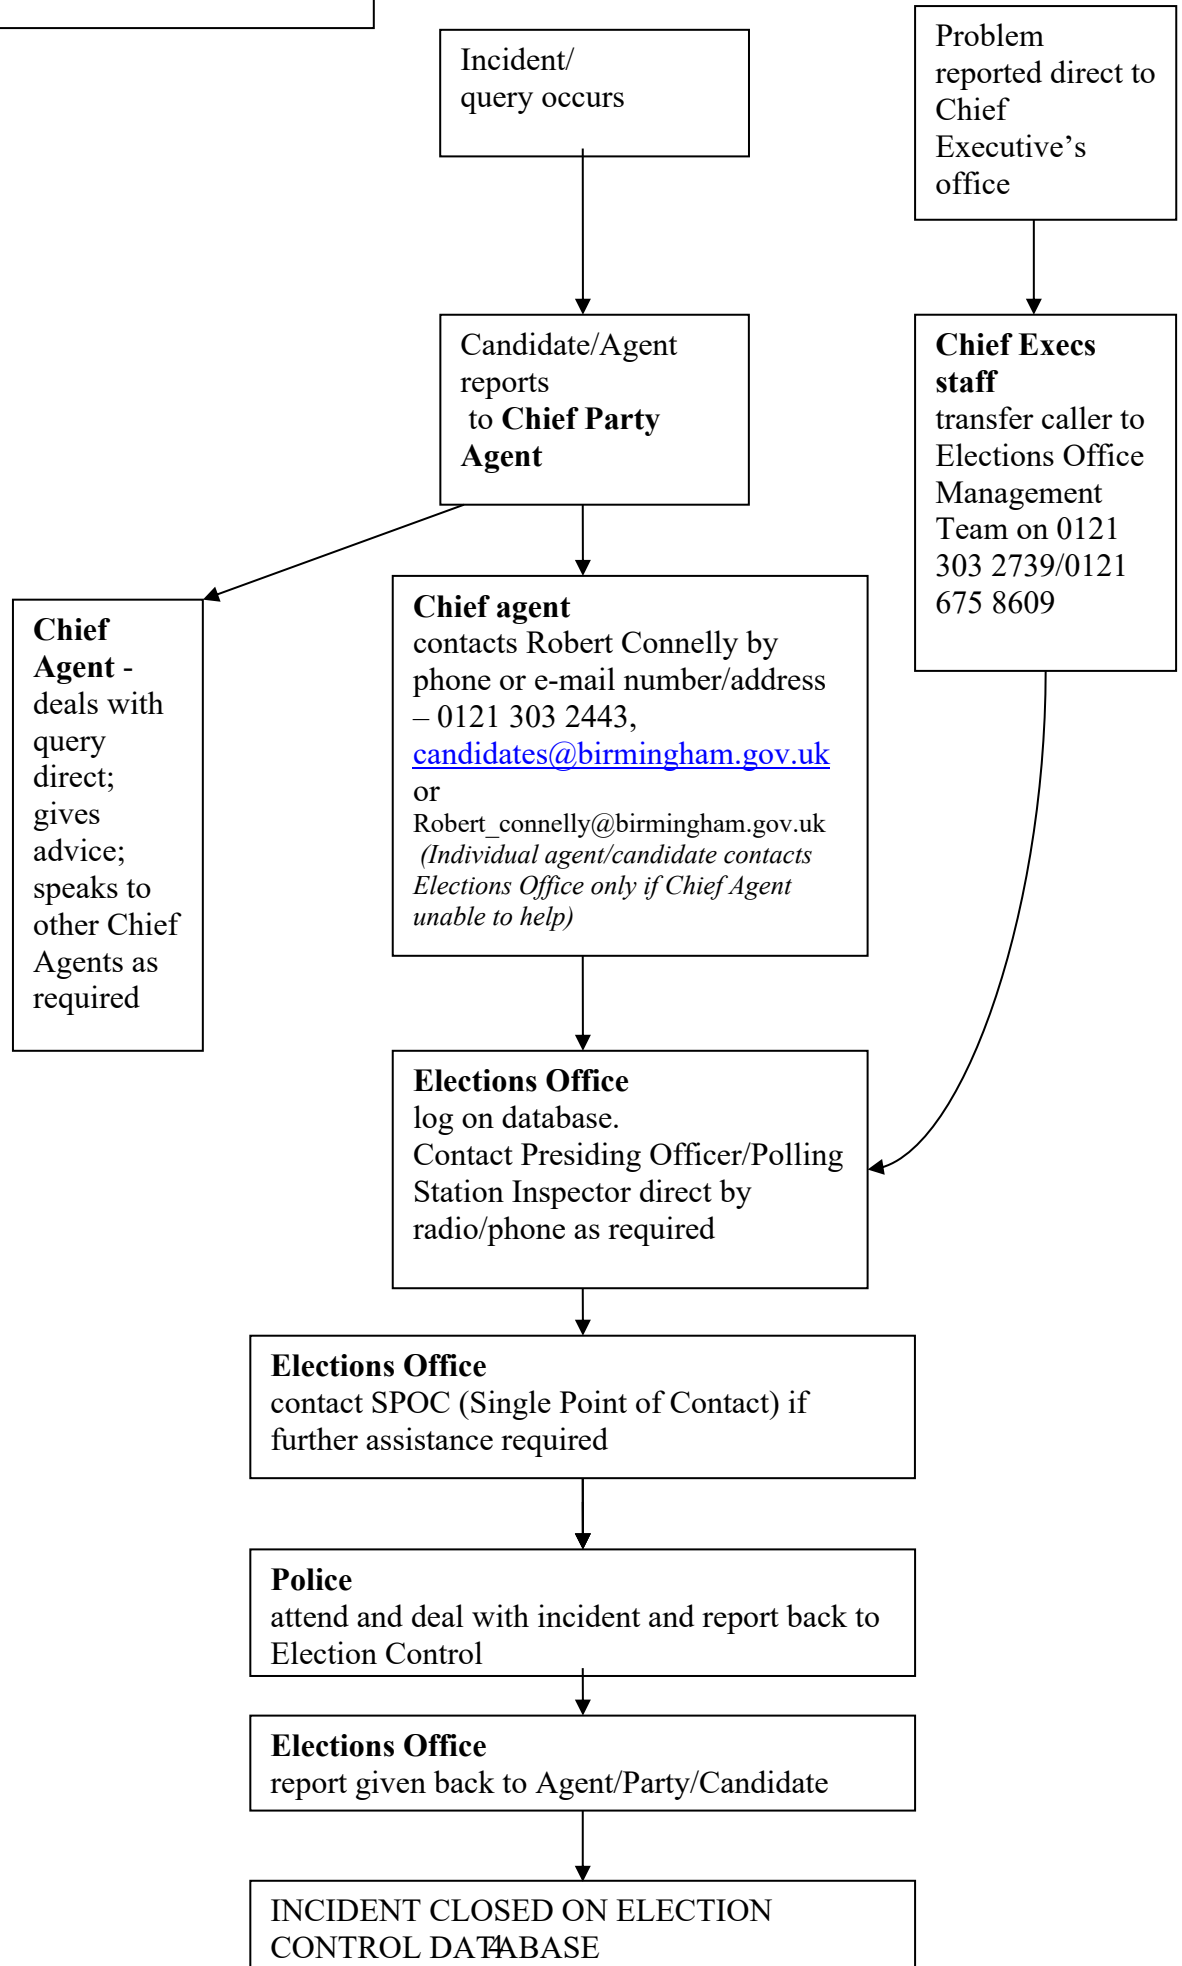 Incident/
query occurs
Problem
reported direct to
Chief
Executive’s
office
Candidate/Agent
reports
to Chief Party
Agent
Chief Execs
staff
transfer caller to
Elections Office
Management
Team on 0121
303 2739/0121
675 8609
Chief
Agent -
deals with
query
direct;
gives
advice;
speaks to
other Chief
Agents as
required
Chief agent
contacts Robert Connelly by
phone or e-mail number/address
– 0121 303 2443,
candidates@birmingham.gov.uk
or
Robert_connelly@birmingham.gov.uk
(Individual agent/candidate contacts
Elections Office only if Chief Agent
unable to help)
Elections Office
log on database.
Contact Presiding Officer/Polling
Station Inspector direct by
radio/phone as required
Elections Office
contact SPOC (Single Point of Contact) if
further assistance required
Police
attend and deal with incident and report back to
Election Control
Elections Office
report given back to Agent/Party/Candidate
INCIDENT CLOSED ON ELECTION
CONTROL DATABASE
4